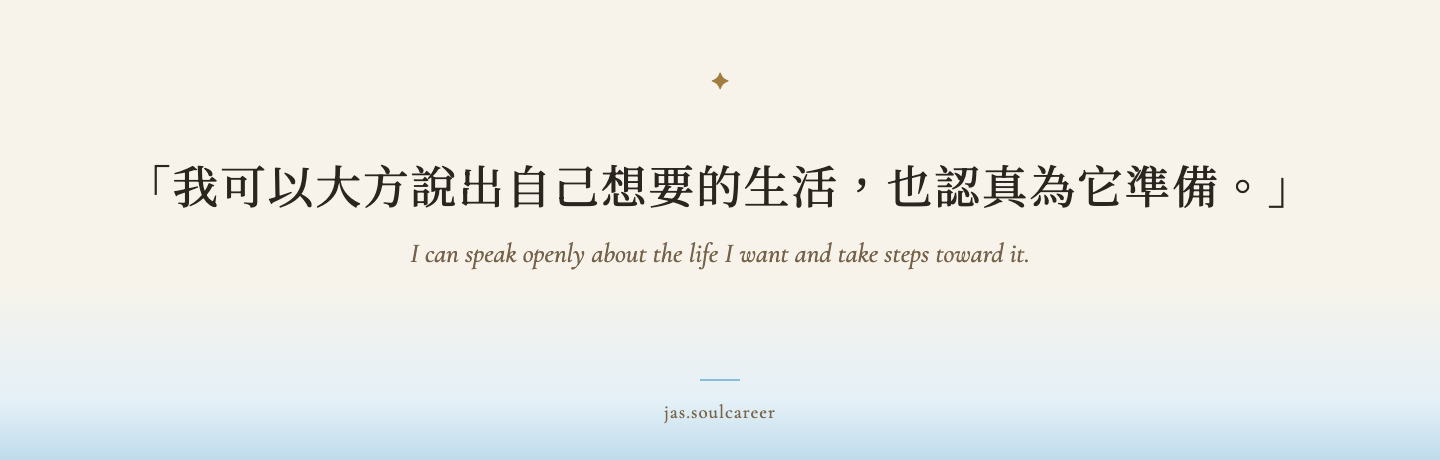 「我可以大方說出自己想要的生活，也認真為它準備。」
I can speak openly about the life I want and take steps toward it.
jas.soulcareer